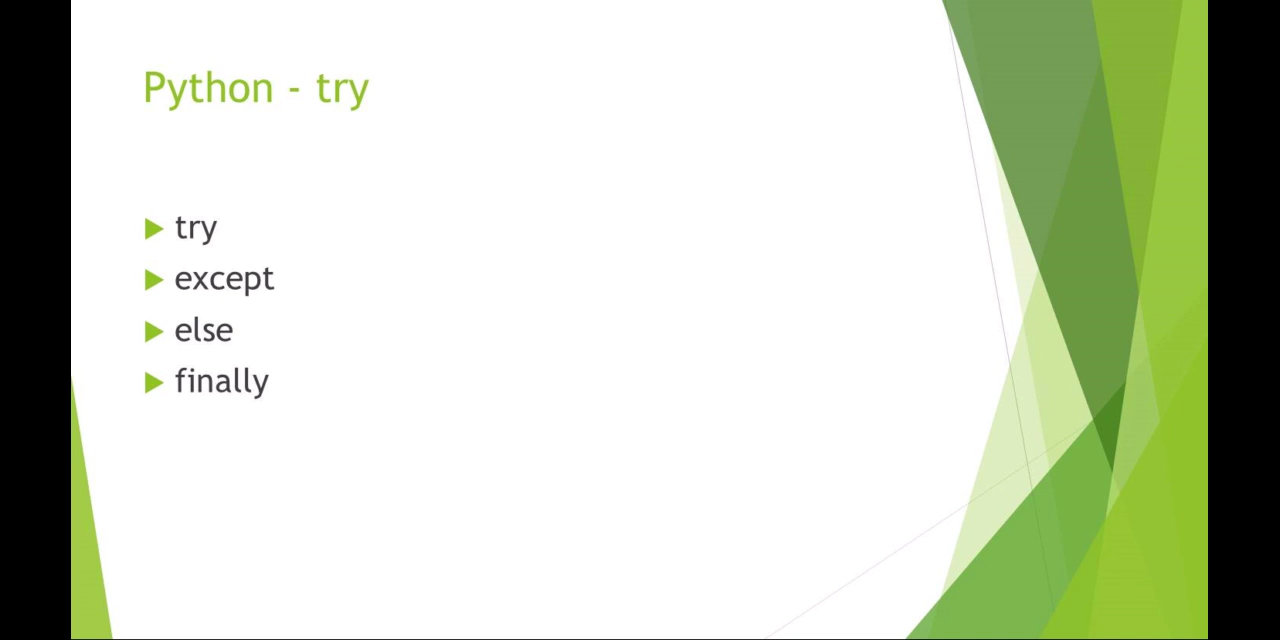 Python - try
try
except
else
finally